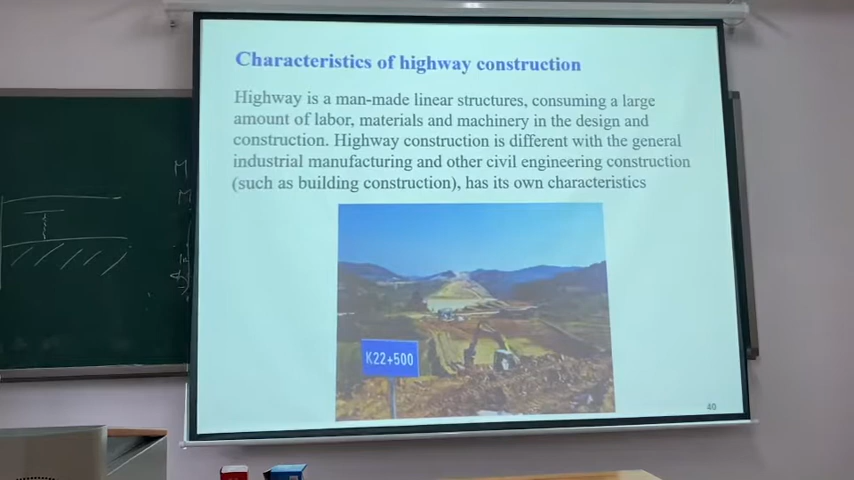 Characteristics of highway construction
Highway is a man-made linear structures, consuming a large
amount of labor, materials and machinery in the design and
construction. Highway construction is different with the general
industrial manufacturing and other civil engineering construction
(such as building construction), has its own characteristics
K22+500
40